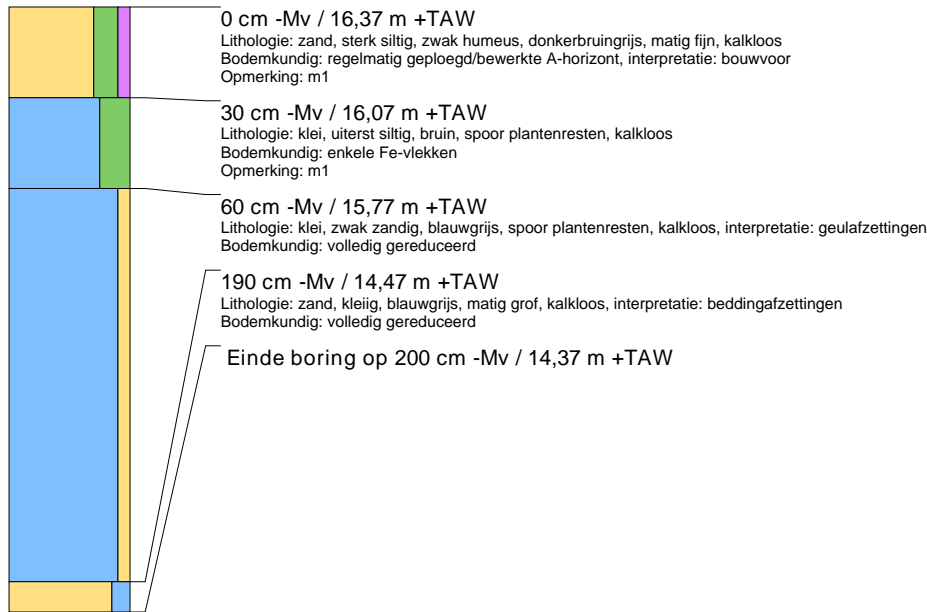 0 cm -Mv / 16,37 m +TAW
Lithologie: zand, sterk siltig, zwak humeus, donkerbruingrijs, matig fijn, kalkloos
Bodemkundig: regelmatig geploegd/bewerkte A-horizont, interpretatie: bouwvoor
Opmerking: m1
30 cm -Mv / 16,07 m +TAW
Lithologie: klei, uiterst siltig, bruin, spoor plantenresten, kalkloos
Bodemkundig: enkele Fe-vlekken
Opmerking: m1
60 cm -Mv / 15,77 m +TAW
Lithologie: klei, zwak zandig, blauwgrijs, spoor plantenresten, kalkloos, interpretatie: geulafzettingen
Bodemkundig: volledig gereduceerd
190 cm -Mv / 14,47 m +TAW
Lithologie: zand, kleiig, blauwgrijs, matig grof, kalkloos, interpretatie: beddingafzettingen
Bodemkundig: volledig gereduceerd
Einde boring op 200 cm -Mv / 14,37 m +TAW